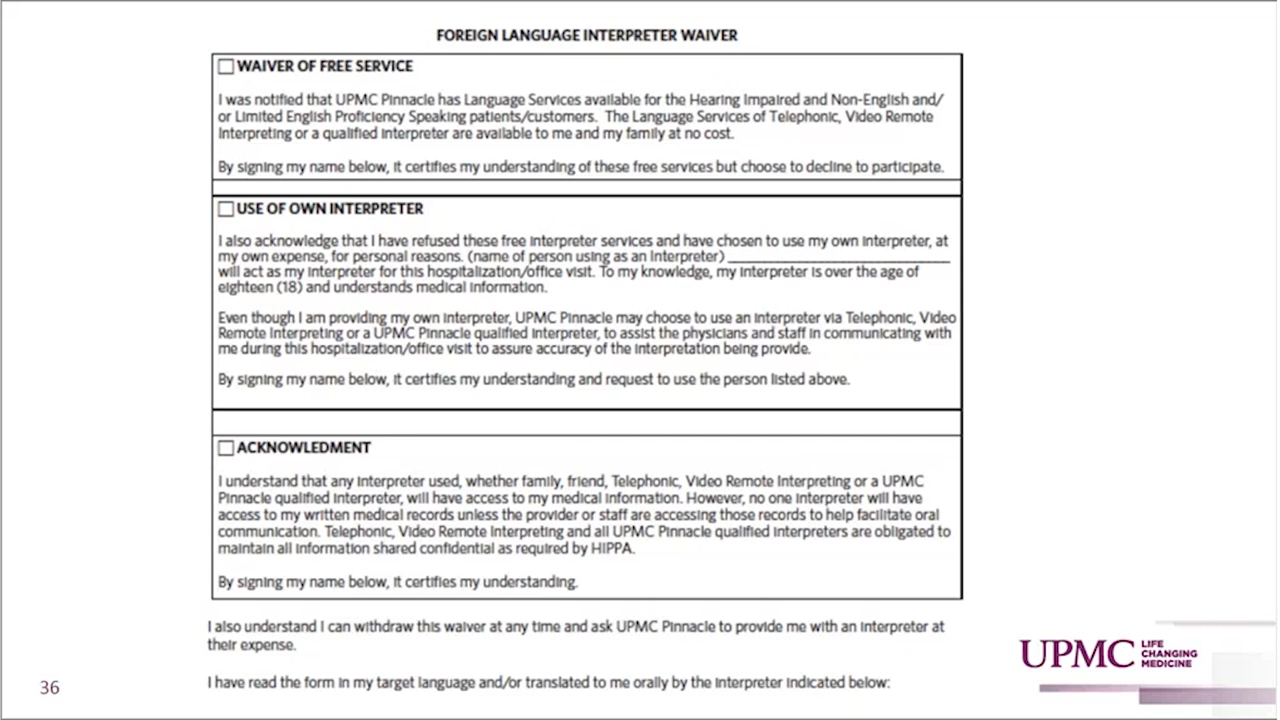 FOREIGN LANGUAGE INTERPRETER WAIVER
WAIVER OF FREE SERVICE
I was notified that UPMC Pinnacle has Language Services available for the Hearing Impaired and Non-English and/
or Limited English Proficiency Speaking patients/customers. The Language Services of Telephonic, Video Remote
Interpreting or a qualified interpreter are available to me and my family at no cost.
By signing my name below, it certifies my understanding of these free services but choose to decline to participate.
USE OF OWN INTERPRETER
I also acknowledge that I have refused these free interpreter services and have chosen to use my own interpreter, at
my own expense, for personal reasons. (name of person using as an Interpreter) ______________________________
will act as my interpreter for this hospitalization/office visit. To my knowledge, my interpreter is over the age of
eighteen (18) and understands medical information.
Even though I am providing my own interpreter, UPMC Pinnacle may choose to use an interpreter via Telephonic, Video
Remote Interpreting or a UPMC Pinnacle qualified interpreter, to assist the physicians and staff in communicating with
me during this hospitalization/office visit to assure accuracy of the interpretation being provide.
By signing my name below, it certifies my understanding and request to use the person listed above.
ACKNOWLEDMENT
I understand that any interpreter used, whether family, friend, Telephonic, Video Remote Interpreting or a UPMC
Pinnacle qualified interpreter, will have access to my medical information. However, no one interpreter will have
access to my written medical records unless the provider or staff are accessing those records to help facilitate oral
communication. Telephonic, Video Remote Interpreting and all UPMC Pinnacle qualified interpreters are obligated to
maintain all information shared confidential as required by HIPPA.
By signing my name below, it certifies my understanding.
I also understand I can withdraw this waiver at any time and ask UPMC Pinnacle to provide me with an interpreter at
their expense.
I have read the form in my target language and/or translated to me orally by the interpreter indicated below:
36
UPMC LIFE
CHANGING
MEDICINE